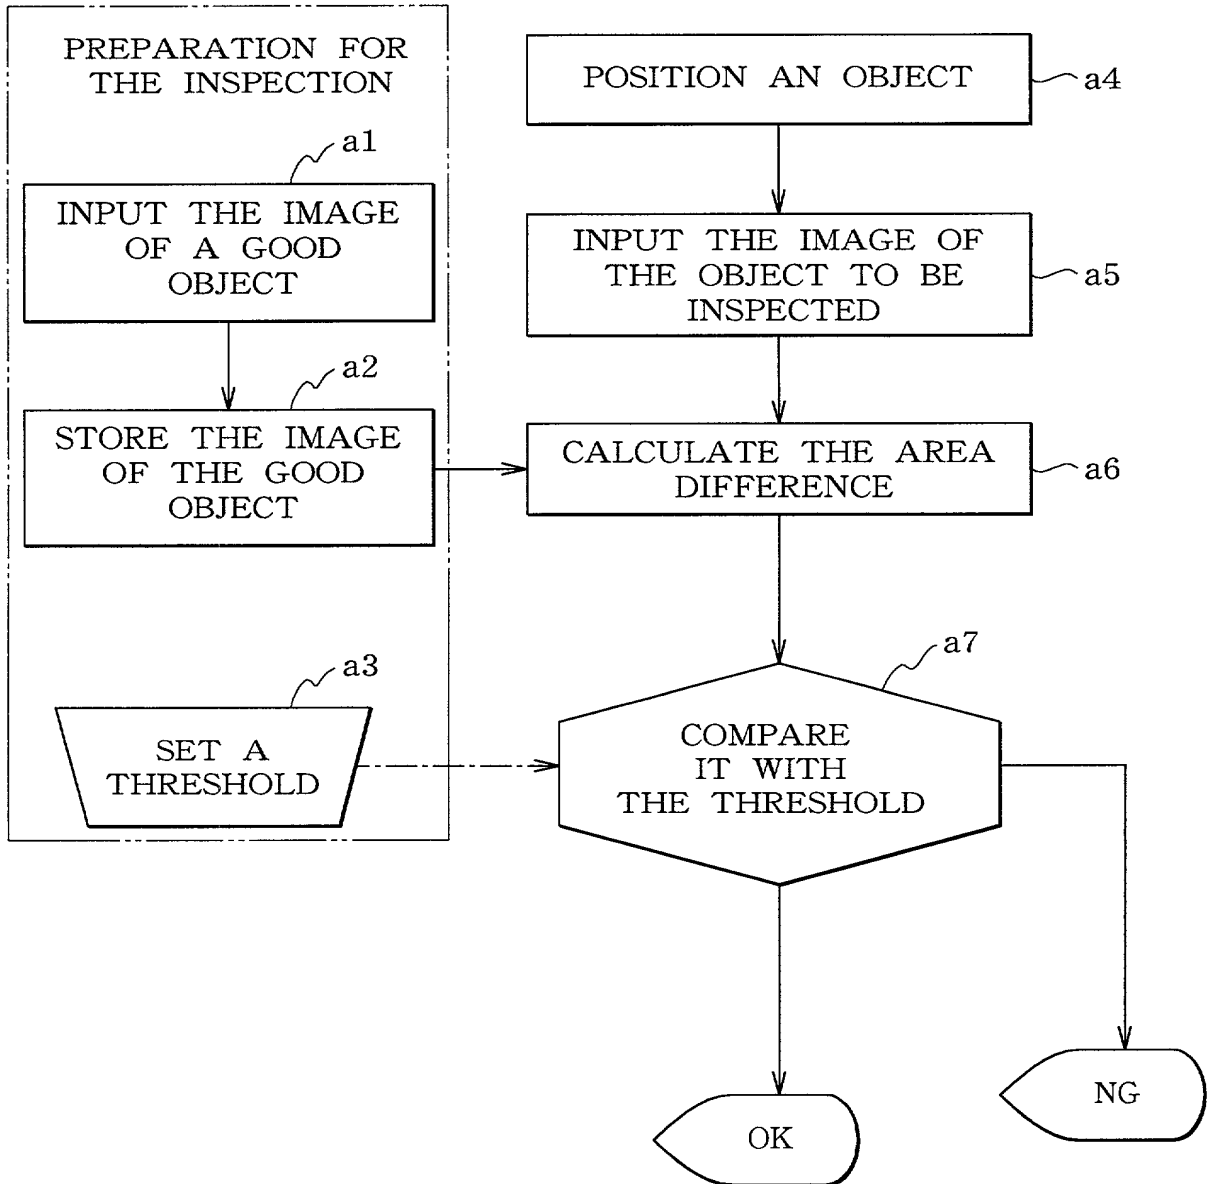 PREPARATION FOR
THE INSPECTION
a1
INPUT THE IMAGE
OF A GOOD
OBJECT
a2
STORE THE IMAGE
OF THE GOOD
OBJECT
a3
SET A
THRESHOLD
POSITION AN OBJECT
a4
INPUT THE IMAGE OF
THE OBJECT TO BE
INSPECTED
a5
CALCULATE THE AREA
DIFFERENCE
a6
a7
COMPARE
IT WITH
THE THRESHOLD
NG
OK